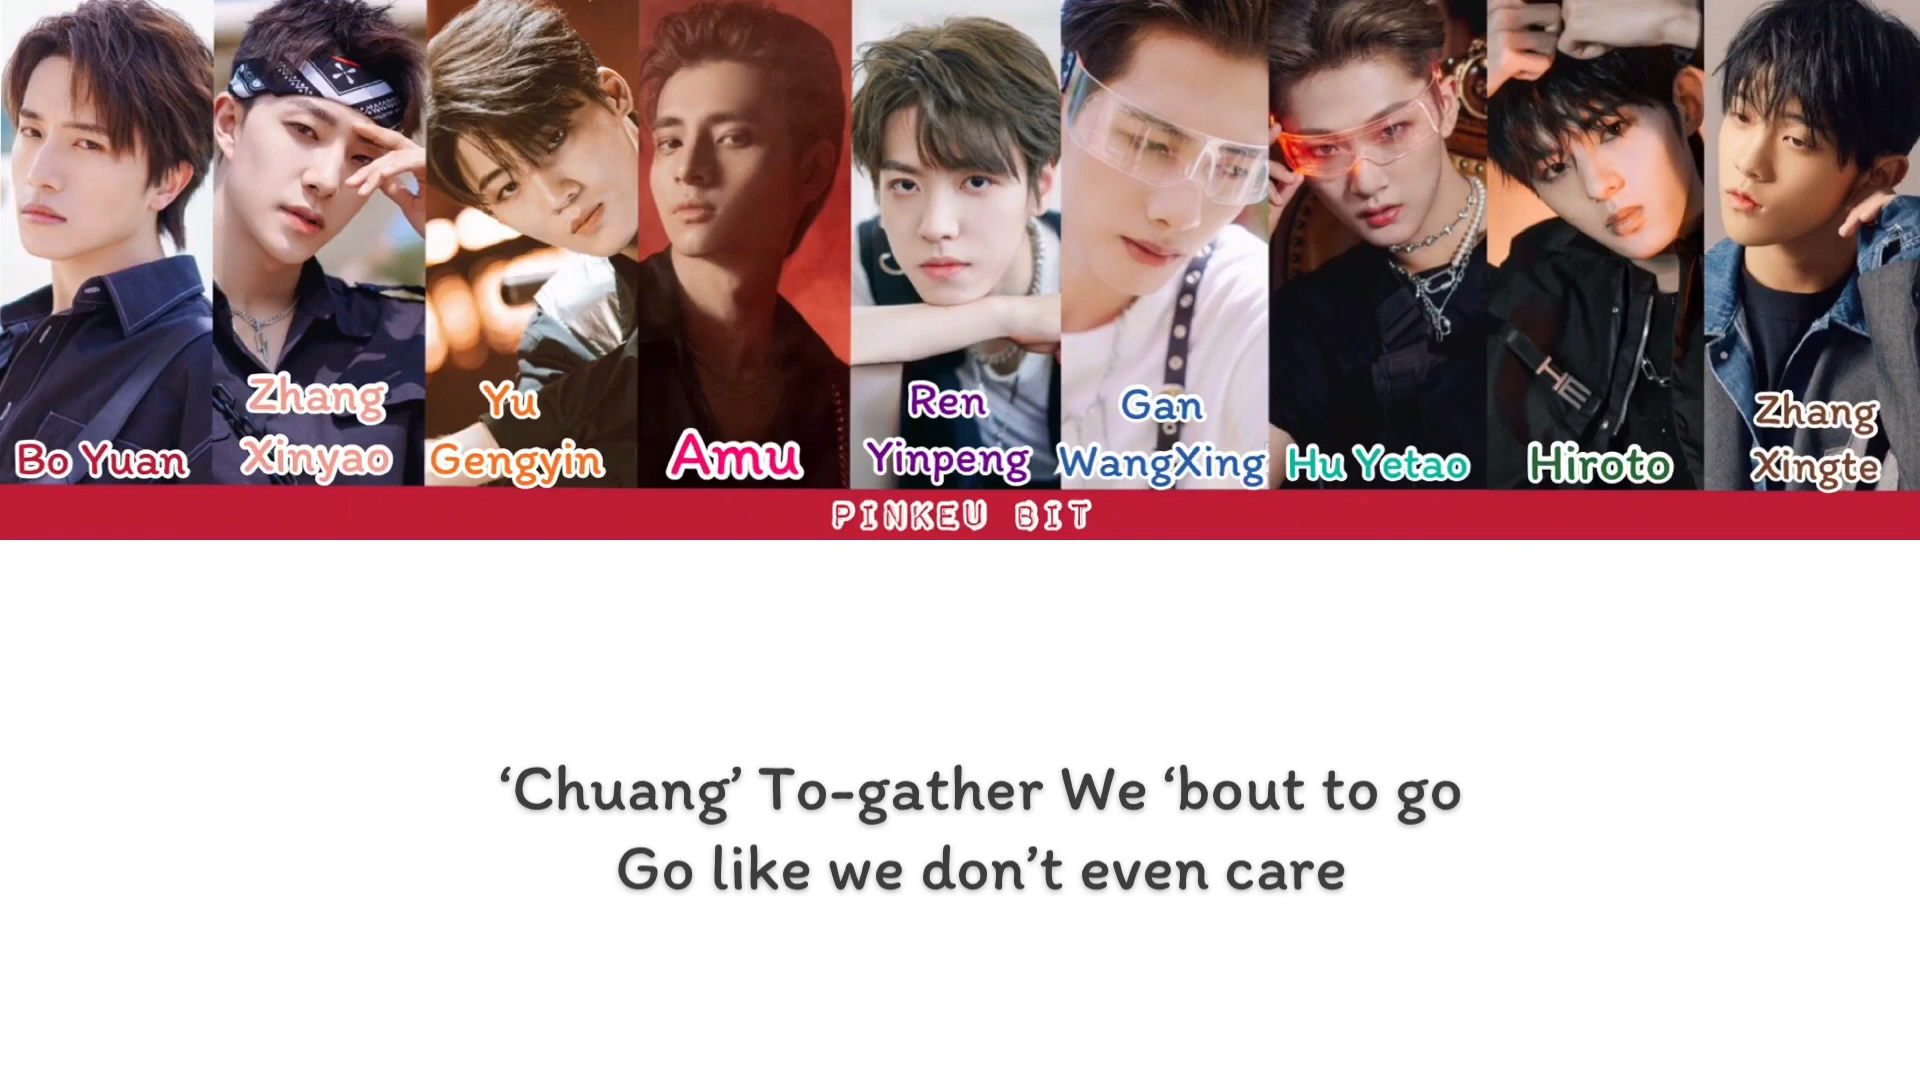 Bo Yuan
Zhang
Xinyao
Yu
Gengyin
Amu
Ren
Yinpeng
Gan
WangXing
Hu Yetao
Hiroto
Zhang
Xingte
PINKEU BIT
‘Chuang’ To-gather We ‘bout to go
Go like we don’t even care